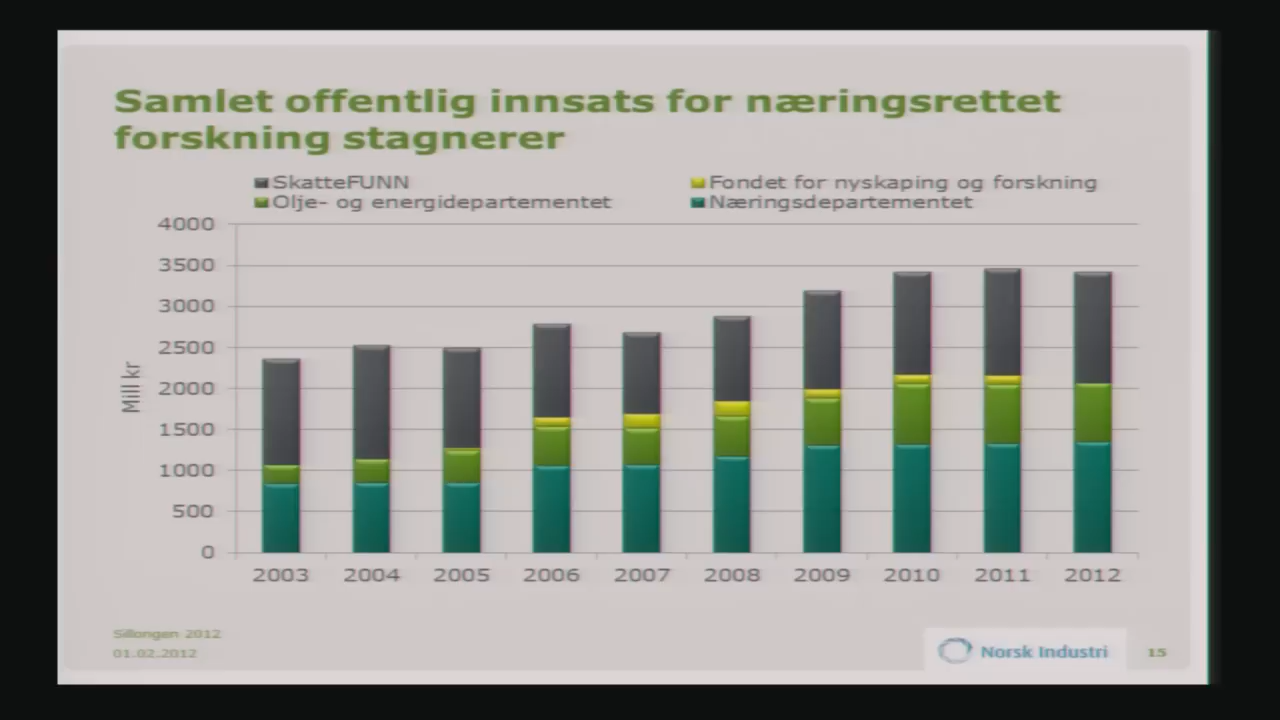 Samlet offentlig innsats for næringsrettet
forskning stagnerer
SkatteFUNN
Fondet for nyskaping og forskning
Olje- og energidepartementet
Næringsdepartementet
4000
3500
3000
2500
2000
1500
1000
500
0
Mill kr
2003 2004 2005 2006 2007 2008 2009 2010 2011 2012
Sillongen 2012
01.02.2012
Norsk Industri
15